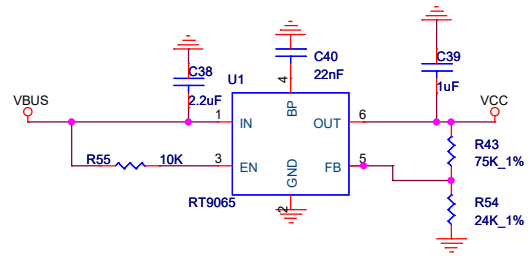 C40
22nF
C39
1uF
C38
2.2uF
U1
VBUS
VCC
4
BP
1
IN
OUT
6
R43
75K_1%
R55
10K
3
EN
FB
5
GND
2
RT9065
R54
24K_1%